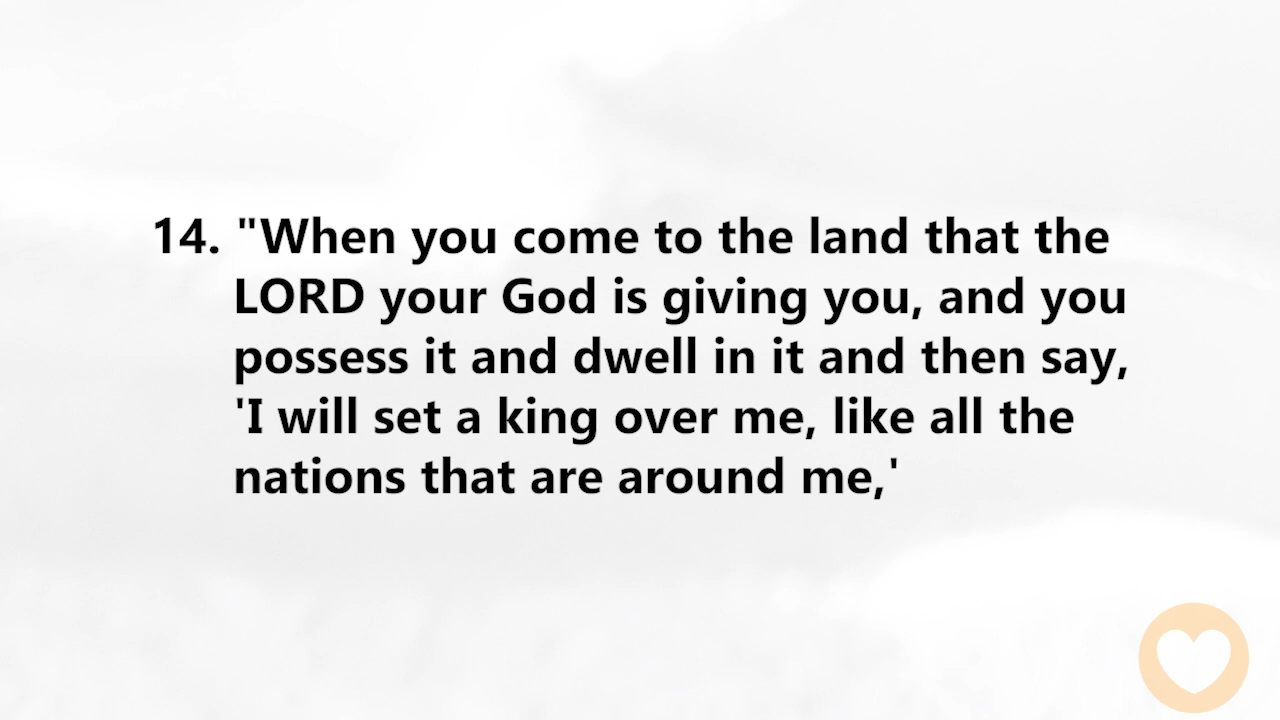 14. "When you come to the land that the
LORD your God is giving you, and you
possess it and dwell in it and then say,
'I will set a king over me, like all the
nations that are around me,'